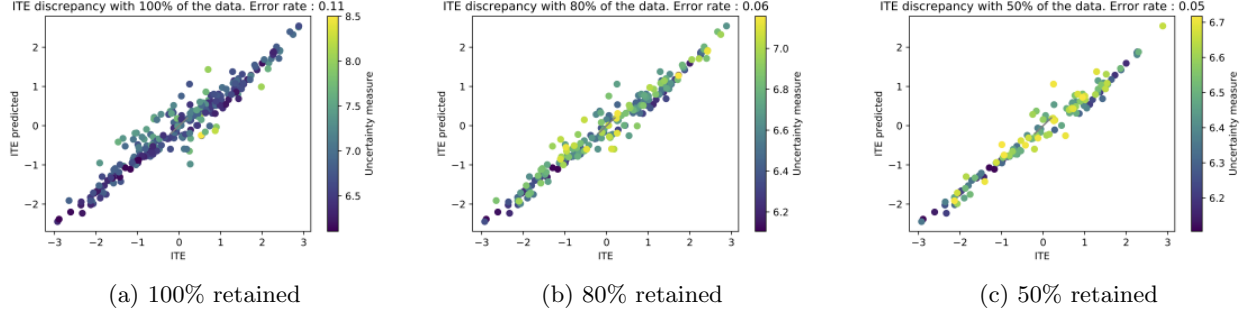 ITE discrepancy with 100% of the data. Error rate : 0.11
ITE predicted
2
1
0
−1
−2
−3 −2 −1 0 1 2 3
ITE
8.5
8.0
7.5
7.0
6.5
Uncertainty measure
(a) 100% retained
ITE discrepancy with 80% of the data. Error rate : 0.06
ITE predicted
2
1
0
−1
−2
−3 −2 −1 0 1 2 3
ITE
7.0
6.8
6.6
6.4
6.2
Uncertainty measure
(b) 80% retained
ITE discrepancy with 50% of the data. Error rate : 0.05
ITE predicted
2
1
0
−1
−2
−3 −2 −1 0 1 2 3
ITE
6.7
6.6
6.5
6.4
6.3
6.2
Uncertainty measure
(c) 50% retained